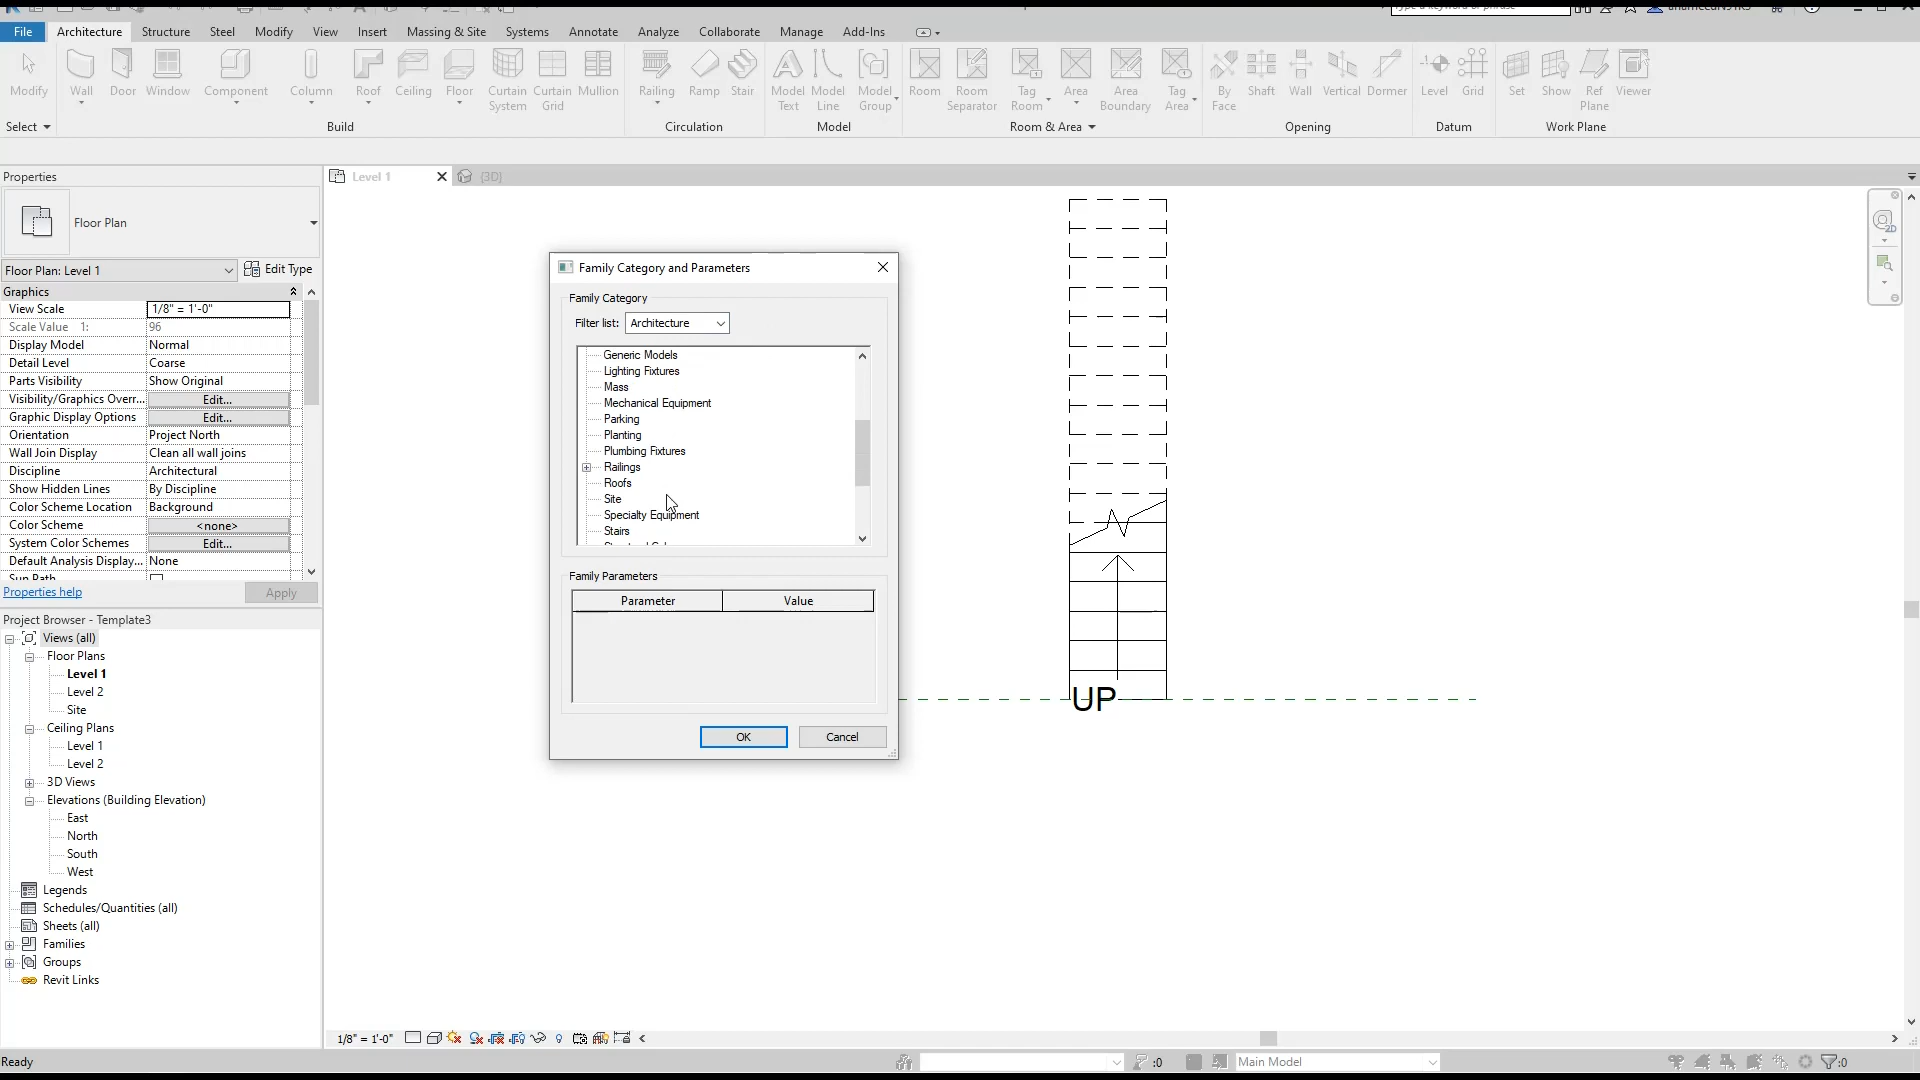 File Architecture Structure Steel Modify View Insert Massing & Site Systems Annotate Analyze Collaborate Manage Add-Ins
Modify Wall Door Window Component Column Roof Ceiling Floor Curtain System Curtain Grid Mullion Railing Ramp Stair Model Text Model Line Model Group Room Room Separator Tag Room Area Area Boundary Tag Area By Face Shaft Wall Vertical Dormer Level Grid Set Show Ref Plane Viewer
Select Build Circulation Model Room & Area Opening Datum Work Plane
Properties
Level 1
{3D}
Floor Plan
Floor Plan: Level 1
Edit Type
Graphics
View Scale 1/8" = 1'-0"
Scale Value 1: 96
Display Model Normal
Detail Level Coarse
Parts Visibility Show Original
Visibility/Graphics Overr... Edit...
Graphic Display Options Edit...
Orientation Project North
Wall Join Display Clean all wall joins
Discipline Architectural
Show Hidden Lines By Discipline
Color Scheme Location Background
Color Scheme <none>
System Color Schemes Edit...
Default Analysis Display... None
Sun Path
Properties help Apply
Project Browser - Template3
Views (all)
Floor Plans
Level 1
Level 2
Site
Ceiling Plans
Level 1
Level 2
3D Views
Elevations (Building Elevation)
East
North
South
West
Legends
Schedules/Quantities (all)
Sheets (all)
Families
Groups
Revit Links
Family Category and Parameters
Family Category
Filter list: Architecture
Generic Models
Lighting Fixtures
Mass
Mechanical Equipment
Parking
Planting
Plumbing Fixtures
Railings
Roofs
Site
Specialty Equipment
Stairs
Family Parameters
Parameter Value
OK Cancel
UP
2D
1/8" = 1'-0"
Ready
:0
Main Model
:0